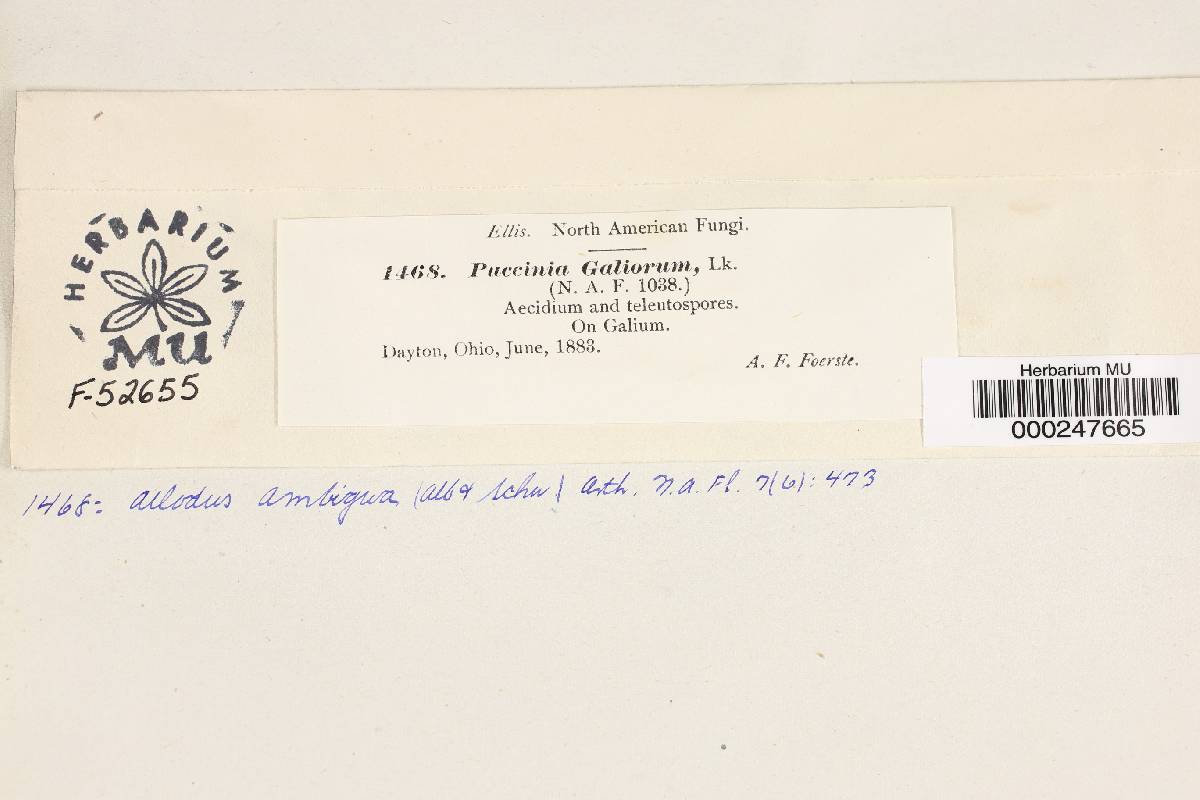 HERBARIUM
MU
F-52655
Ellis. North American Fungi.
1468. Puccinia Galiorum, Lk.
(N. A. F. 1038.)
Aecidium and teleutospores.
On Galium.
Dayton, Ohio, June, 1883.
A. F. Foerste.
Herbarium MU
000247665
1468= Allodus ambigua (Alb & Schw) Arth. N.A. Fl. 7(6): 473